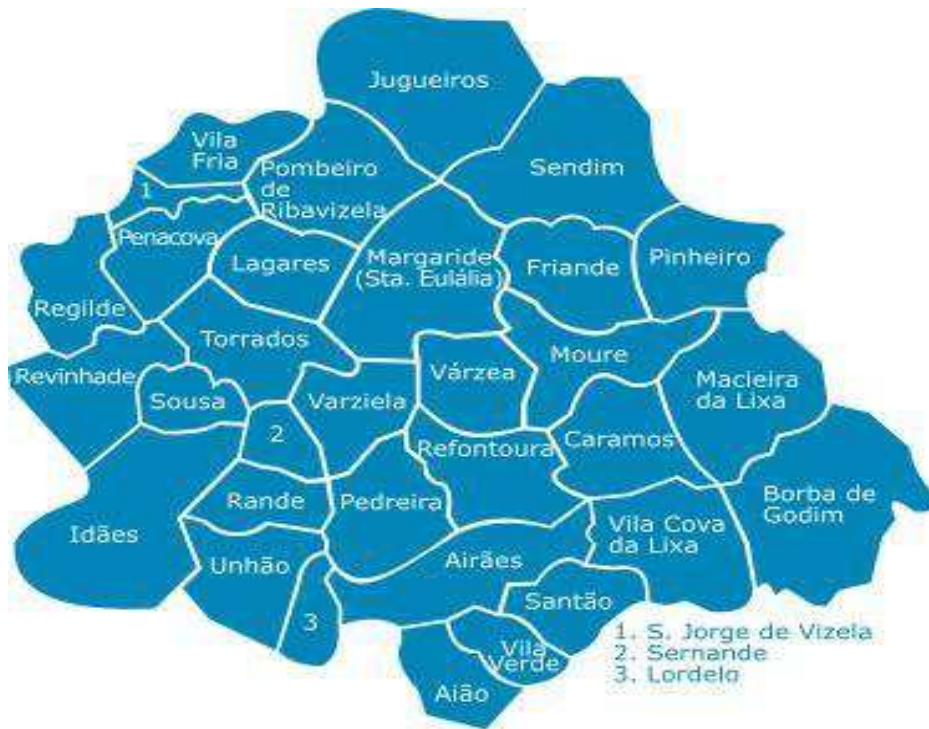 Jugueiros
Vila
Fria
Pombeiro
de
Ribavizela
Sendim
1
Penacova
Lagares
Margaride
(Sta. Eulália)
Friande
Pinheiro
Regilde
Torrados
Moure
Revinhade
Sousa
Varziela
Várzea
Macieira
da Lixa
2
Refontoura
Caramos
Rande
Pedreira
Borba de
Godim
Idães
Vila Cova
da Lixa
Unhão
Airães
Santão
3
Vila
Verde
Aião
1. S. Jorge de Vizela
2. Sernande
3. Lordelo